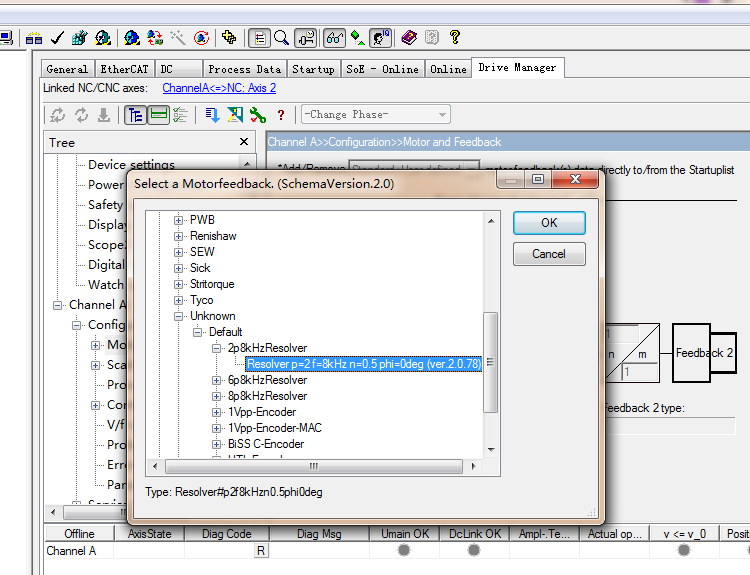 General EtherCAT DC Process Data Startup SoE - Online Online Drive Manager
Linked NC/CNC axes: ChannelA<=>NC: Axis 2
-Change Phase-
Tree
Channel A>>Configuration>>Motor and Feedback
motorfeedback(s) data directly to/from the Startuplist
Device settings
Power
Safety
Display
Scope
Digital
Watch
Channel A
Config
Mo
Sca
Pro
Co
V/f
Pro
Erro
Par
Select a Motorfeedback. (SchemaVersion.2.0)
PWB
Renishaw
SEW
Sick
Stritorque
Tyco
Unknown
Default
2p8kHzResolver
Resolver p=2 f=8kHz n=0.5 phi=0deg (ver.2.0.78)
6p8kHzResolver
8p8kHzResolver
1Vpp-Encoder
1Vpp-Encoder-MAC
BiSS C-Encoder
OK
Cancel
Type: Resolver#p2f8kHzn0.5phi0deg
1
n m
1
Feedback 2
Feedback 2 type:
Offline AxisState Diag Code Diag Msg Umain OK DcLink OK Ampl-.Te... Actual op... v <= v_0 Positi
Channel A R